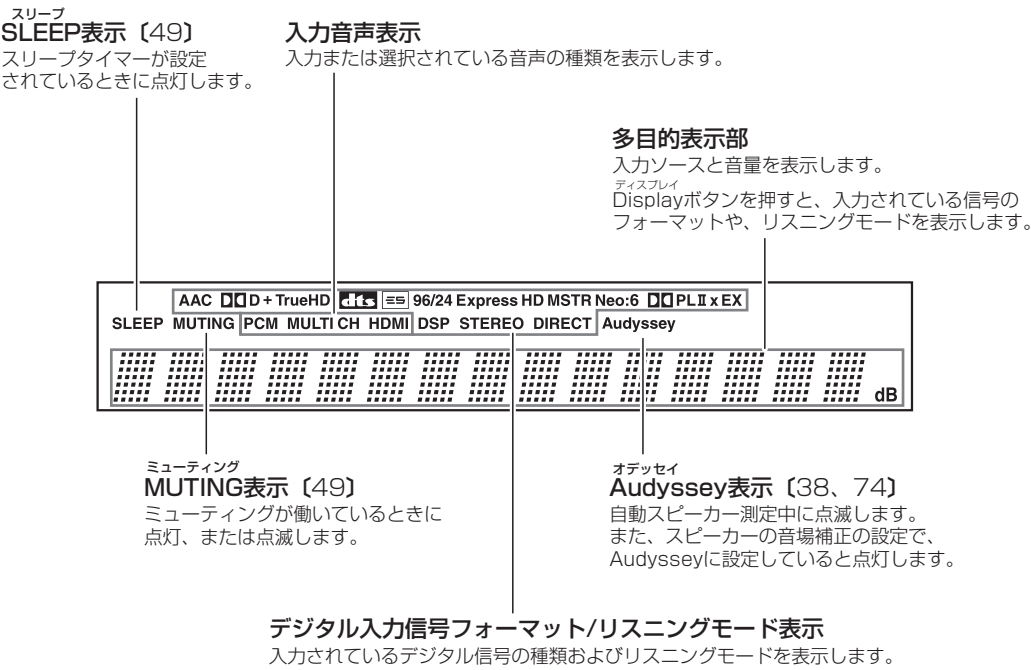 スリープ
SLEEP表示〔49〕
スリープタイマーが設定
されているときに点灯します。
入力音声表示
入力または選択されている音声の種類を表示します。
多目的表示部
入力ソースと音量を表示します。
ディスプレイ
Displayボタンを押すと、入力されている信号の
フォーマットや、リスニングモードを表示します。
AAC D+TrueHD dts ES 96/24 Express HD MSTR Neo:6 PLⅡx EX
SLEEP MUTING PCM MULTI CH HDMI DSP STEREO DIRECT Audyssey
dB
ミューティング
MUTING表示〔49〕
ミューティングが働いているときに
点灯、または点滅します。
オデッセイ
Audyssey表示〔38、74〕
自動スピーカー測定中に点滅します。
また、スピーカーの音場補正の設定で、
Audysseyに設定していると点灯します。
デジタル入力信号フォーマット/リスニングモード表示
入力されているデジタル信号の種類およびリスニングモードを表示します。